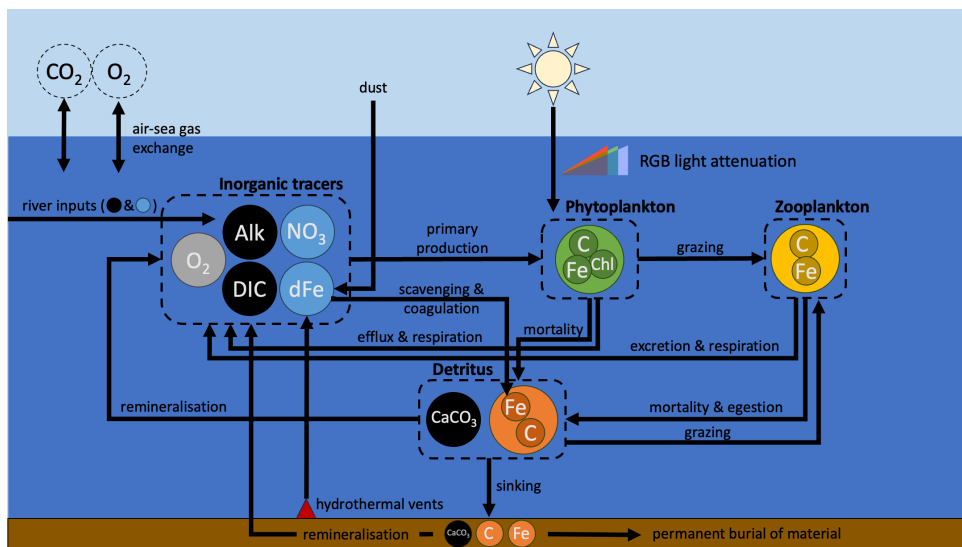 CO2
O2
dust
air-sea gas
exchange
RGB light attenuation
Inorganic tracers
river inputs ( & )
Alk
NO3
O2
DIC
dFe
primary
production
Phytoplankton
C
Fe
Chl
grazing
Zooplankton
C
Fe
scavenging &
coagulation
efflux & respiration
mortality
excretion & respiration
Detritus
remineralisation
CaCO3
Fe
C
mortality & egestion
grazing
sinking
hydrothermal vents
remineralisation
CaCO3
C
Fe
permanent burial of material